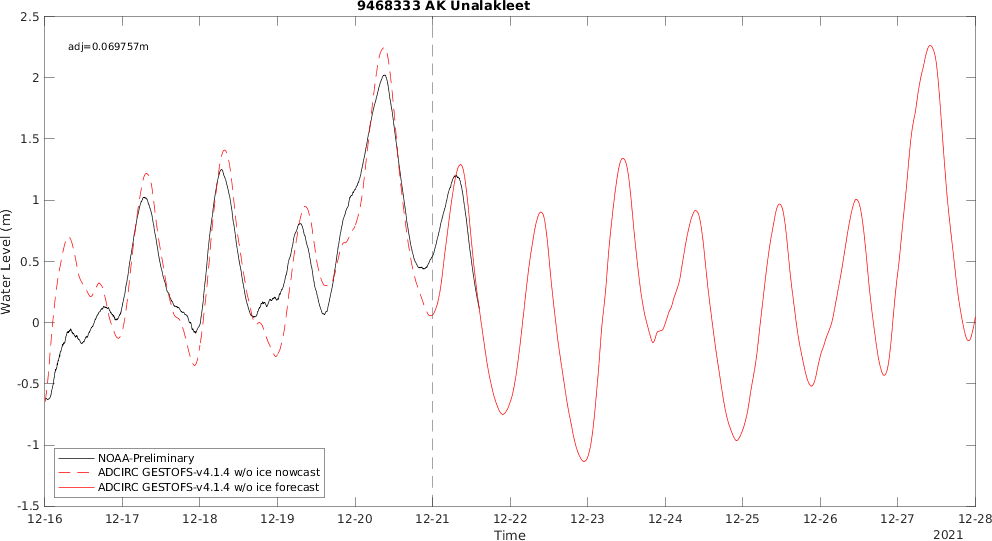 9468333 AK Unalakleet
adj=0.069757m
2.5
2
1.5
1
0.5
0
-0.5
-1
-1.5
Water Level (m)
NOAA-Preliminary
ADCIRC GESTOFS-v4.1.4 w/o ice nowcast
ADCIRC GESTOFS-v4.1.4 w/o ice forecast
12-16 12-17 12-18 12-19 12-20 12-21 12-22 12-23 12-24 12-25 12-26 12-27 12-28
Time
2021